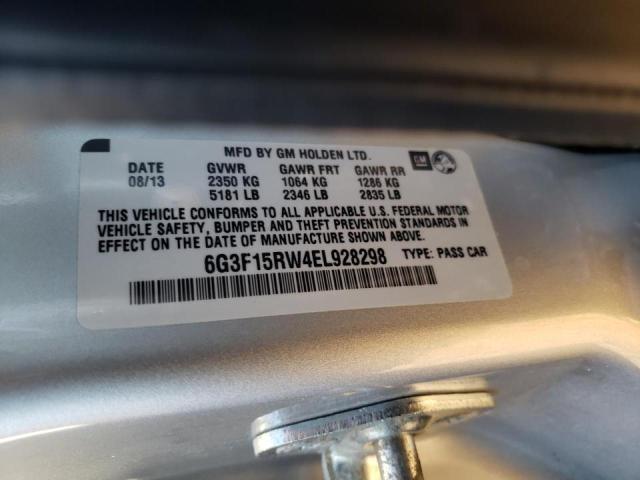 MFD BY GM HOLDEN LTD.
GM
DATE GVWR GAWR FRT GAWR RR
08/13 2350 KG 1064 KG 1286 KG
5181 LB 2346 LB 2835 LB
THIS VEHICLE CONFORMS TO ALL APPLICABLE U.S. FEDERAL MOTOR
VEHICLE SAFETY, BUMPER AND THEFT PREVENTION STANDARDS IN
EFFECT ON THE DATE OF MANUFACTURE SHOWN ABOVE.
6G3F15RW4EL928298 TYPE: PASS CAR